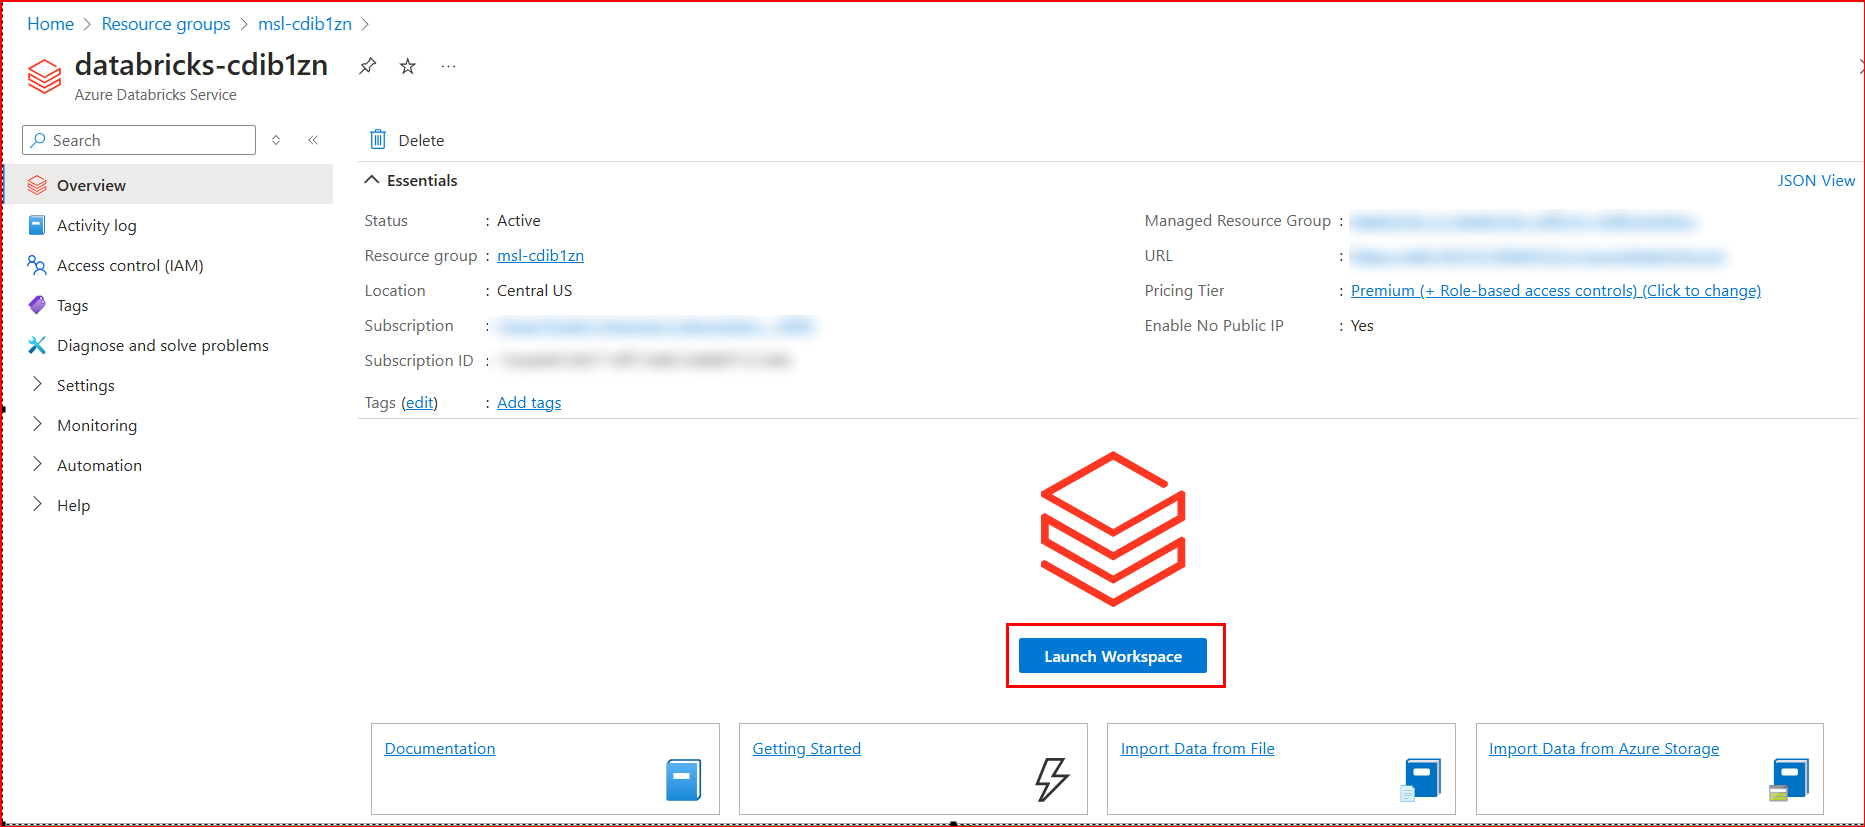 Home > Resource groups > msl-cdib1zn >
databricks-cdib1zn
Azure Databricks Service
Search
Overview
Activity log
Access control (IAM)
Tags
Diagnose and solve problems
Settings
Monitoring
Automation
Help
Delete
Essentials
JSON View
Status : Active
Resource group : msl-cdib1zn
Location : Central US
Subscription :
Subscription ID :
Tags (edit) : Add tags
Managed Resource Group :
URL :
Pricing Tier : Premium (+ Role-based access controls) (Click to change)
Enable No Public IP : Yes
Launch Workspace
Documentation
Getting Started
Import Data from File
Import Data from Azure Storage